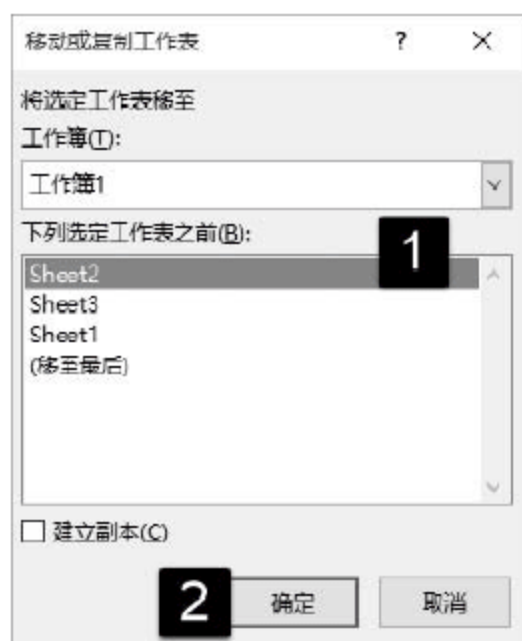 移动或复制工作表 ? ×
将选定工作表移至
工作簿(T):
工作簿1
下列选定工作表之前(B):
1
Sheet2
Sheet3
Sheet1
(移至最后)
建立副本(C)
2 确定 取消